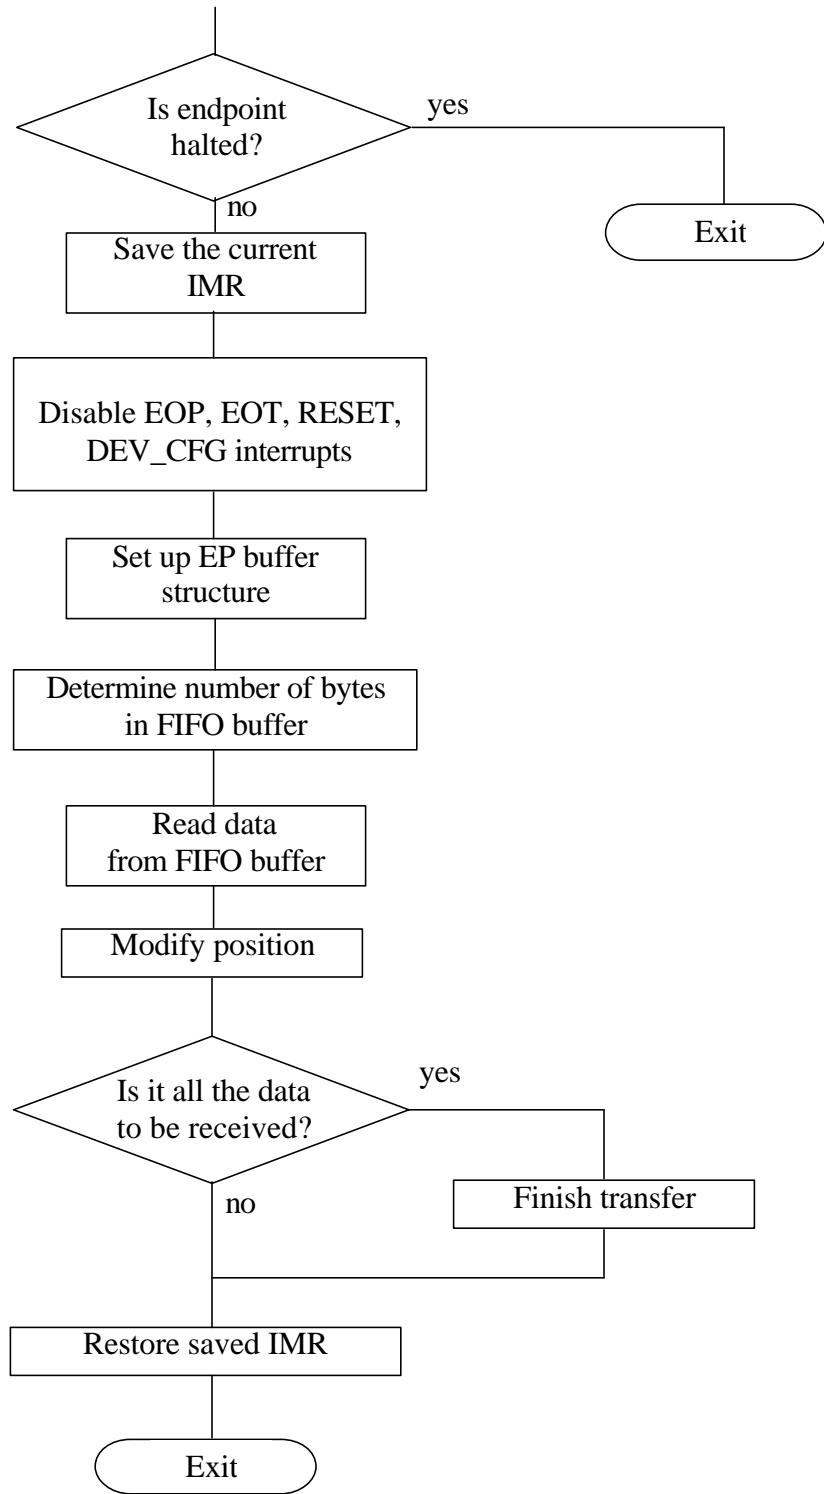 Is endpoint
halted?
yes
no
Exit
Save the current
IMR
Disable EOP, EOT, RESET,
DEV_CFG interrupts
Set up EP buffer
structure
Determine number of bytes
in FIFO buffer
Read data
from FIFO buffer
Modify position
Is it all the data
to be received?
yes
no
Finish transfer
Restore saved IMR
Exit